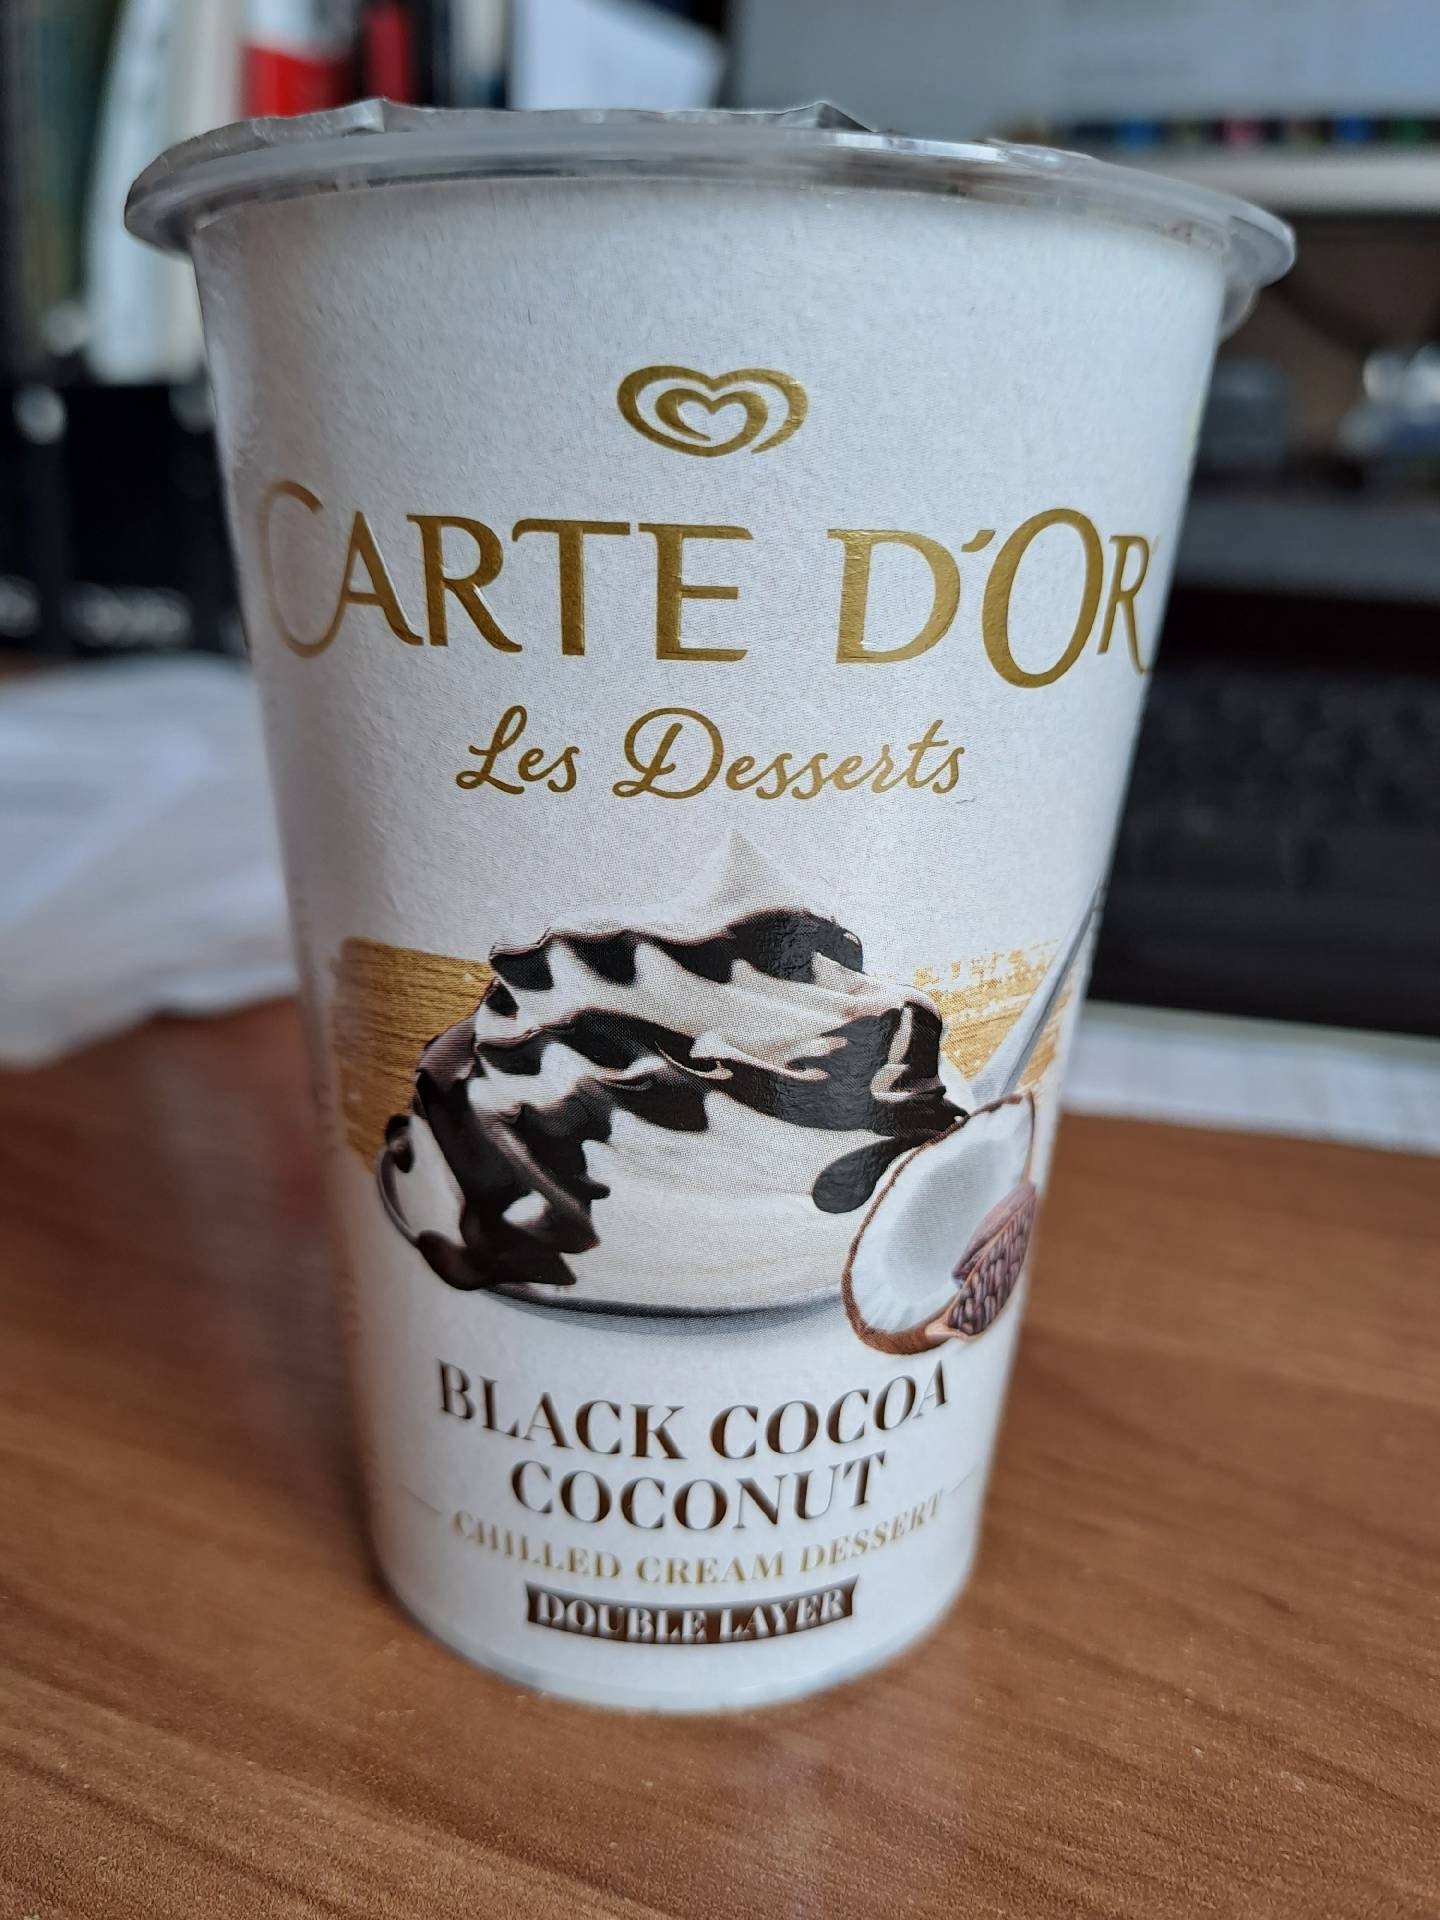 CARTE D'OR
Les Desserts
BLACK COCOA
COCONUT
CHILLED CREAM DESSERT
DOUBLE LAYER